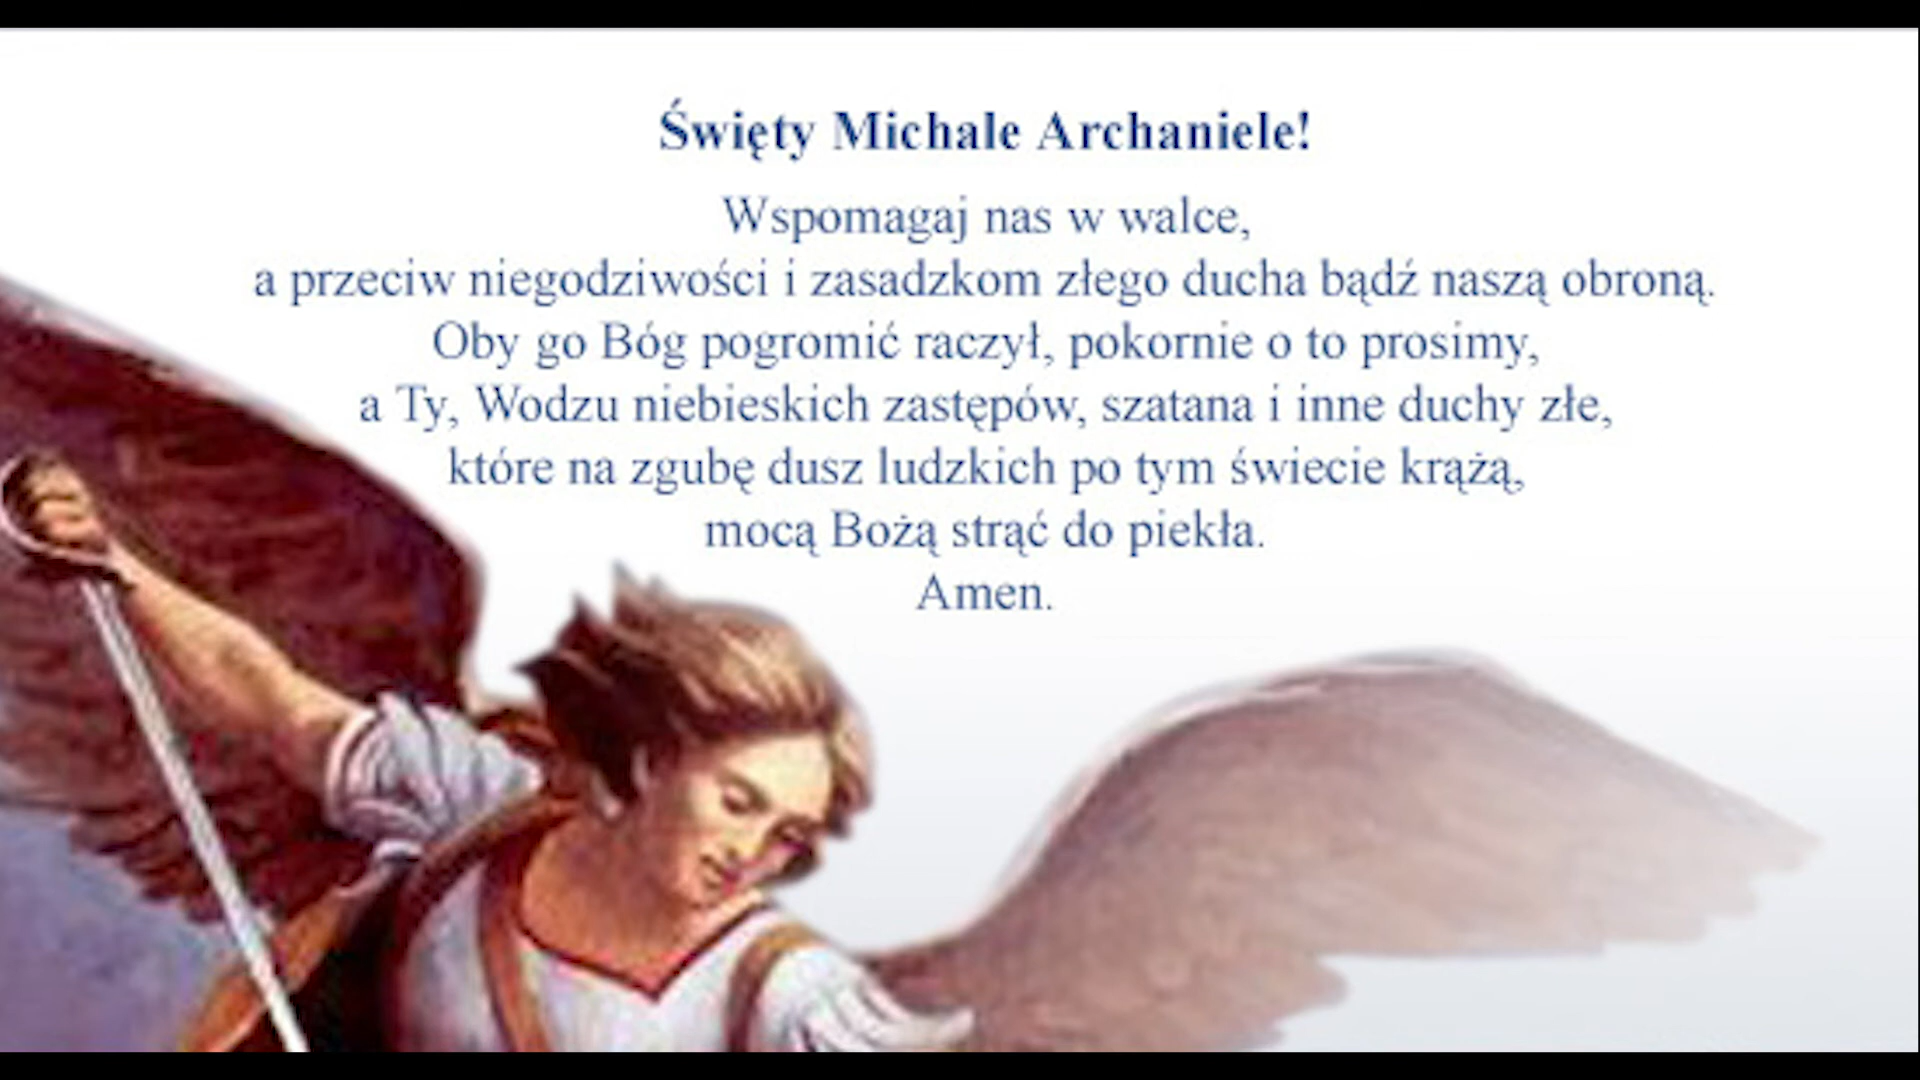 Święty Michale Archaniele!
Wspomagaj nas w walce,
a przeciw niegodziwości i zasadzkom złego ducha bądź naszą obroną.
Oby go Bóg pogromić raczył, pokornie o to prosimy,
a Ty, Wodzu niebieskich zastępów, szatana i inne duchy złe,
które na zgubę dusz ludzkich po tym świecie krążą,
mocą Bożą strąć do piekła.
Amen.